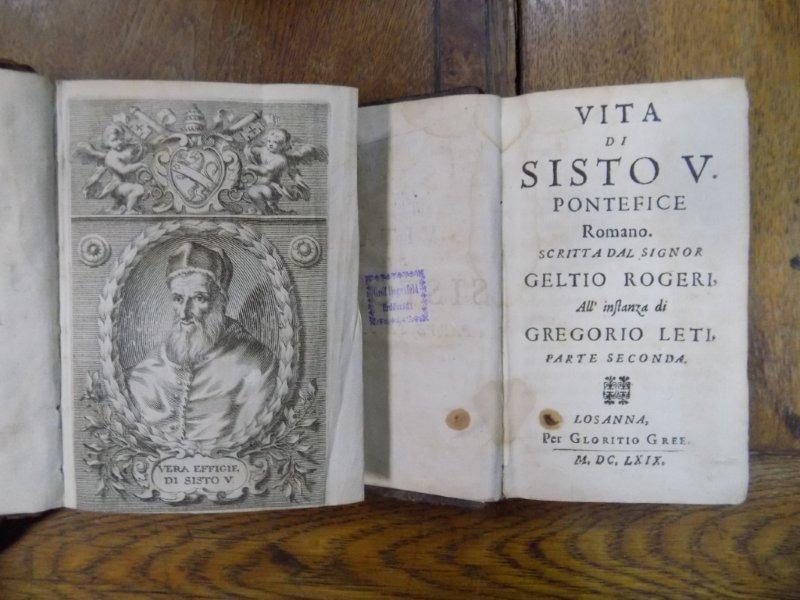 VERA EFFIGIE
DI SISTO V
VITA
DI
SISTO V.
PONTEFICE
Romano.
SCRITTA DAL SIGNOR
GELTIO ROGERI,
All' inſtanza di
GREGORIO LETI,
PARTE SECONDA.
LOSANNA,
Per GLORITIO GREE.
M. DC. LXIX.